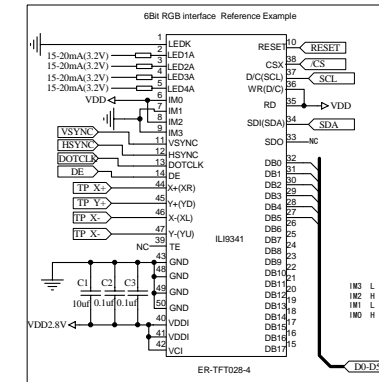 6Bit RGB interface Reference Example
1 LEDK
15-20mA(3.2V) 2 LED1A
15-20mA(3.2V) 3 LED2A
15-20mA(3.2V) 4 LED3A
15-20mA(3.2V) 5 LED4A
VDD 6 IM0
7 IM1
8 IM2
9 IM3
VSYNC 11 VSYNC
HSYNC 12 HSYNC
DOTCLK 13 DOTCLK
DE 14 DE
TP X+ 44 X+(XR)
TP Y+ 45 Y+(YD)
TP X- 46 X-(XL)
TP X- 47 Y-(YU)
NC 39 TE
43 GND
48 GND
49 GND
50 GND
C1 C2 C3
10uf 0.1uf 0.1uf
VDD2.8V 40 VDDI
41 VDDI
42 VCI
ILI9341
RESET 10 RESET
CSX 38 /CS
D/C(SCL) 37 SCL
WR(D/C) 36
RD 35 VDD
SDI(SDA) 34 SDA
SDO 33 NC
DB0 32
DB1 31
DB2 30
DB3 29
DB4 28
DB5 27
DB6 26
DB7 25
DB8 24
DB9 23
DB10 22
DB11 21
DB12 20
DB13 19
DB14 18
DB15 17
DB16 16
DB17 15
IM3 L
IM2 H
IM1 L
IM0 H
D0-D5
ER-TFT028-4